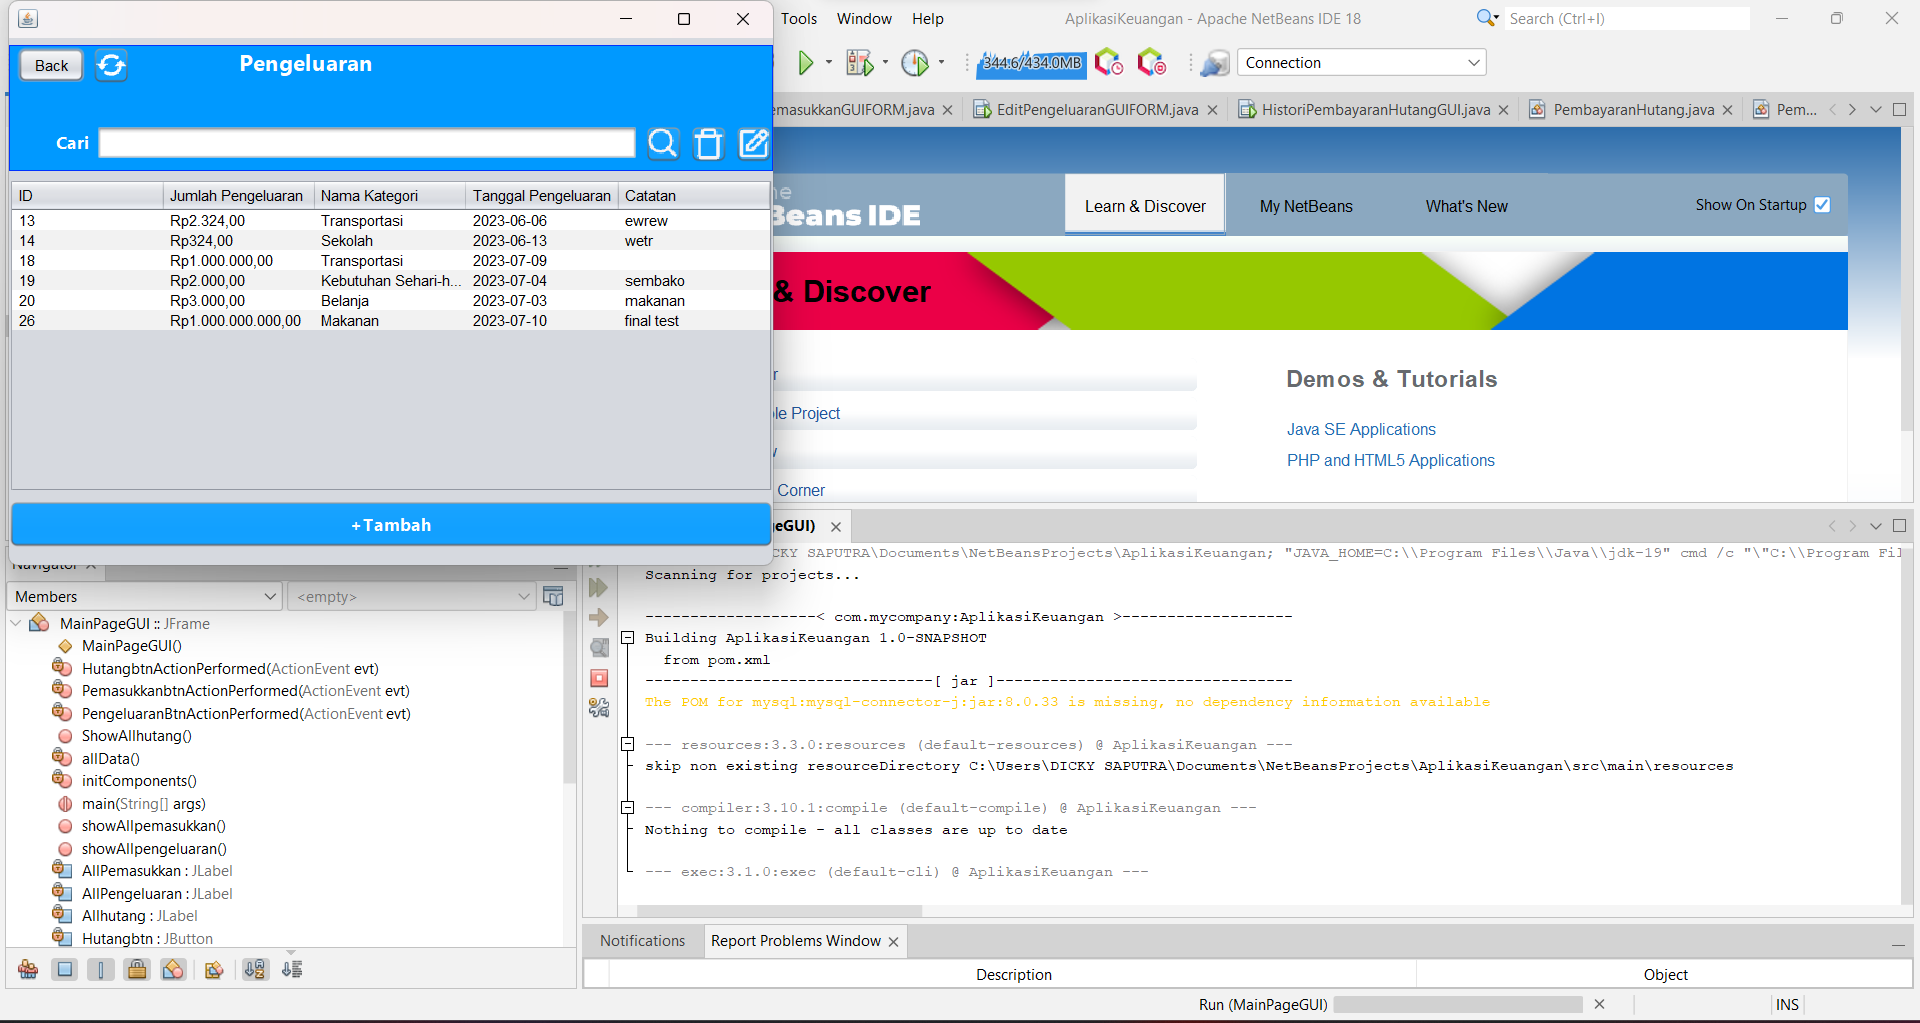 Tools Window Help
AplikasiKeuangan - Apache NetBeans IDE 18
Search (Ctrl+I)
Back
Pengeluaran
344.6/434.0MB
Connection
emasukkanGUIFORM.java
EditPengeluaranGUIFORM.java
HistoriPembayaranHutangGUI.java
PembayaranHutang.java
Pem...
Cari
ID Jumlah Pengeluaran Nama Kategori Tanggal Pengeluaran Catatan
13 Rp2.324,00 Transportasi 2023-06-06 ewrew
14 Rp324,00 Sekolah 2023-06-13 wetr
18 Rp1.000.000,00 Transportasi 2023-07-09
19 Rp2.000,00 Kebutuhan Sehari-h... 2023-07-04 sembako
20 Rp3.000,00 Belanja 2023-07-03 makanan
26 Rp1.000.000.000,00 Makanan 2023-07-10 final test
+Tambah
Beans IDE
Learn & Discover
My NetBeans
What's New
Show On Startup
& Discover
le Project
Corner
Demos & Tutorials
Java SE Applications
PHP and HTML5 Applications
eGUI)
Navigator
Members
<empty>
MainPageGUI :: JFrame
MainPageGUI()
HutangbtnActionPerformed(ActionEvent evt)
PemasukkanbtnActionPerformed(ActionEvent evt)
PengeluaranBtnActionPerformed(ActionEvent evt)
ShowAllhutang()
allData()
initComponents()
main(String[] args)
showAllpemasukkan()
showAllpengeluaran()
AllPemasukkan : JLabel
AllPengeluaran : JLabel
Allhutang : JLabel
Hutangbtn : JButton
CKY SAPUTRA\Documents\NetBeansProjects\AplikasiKeuangan; "JAVA_HOME=C:\\Program Files\\Java\\jdk-19" cmd /c "\"C:\\Program Fil
Scanning for projects...
-------------------< com.mycompany:AplikasiKeuangan >-------------------
Building AplikasiKeuangan 1.0-SNAPSHOT
from pom.xml
--------------------------------[ jar ]---------------------------------
The POM for mysql:mysql-connector-j:jar:8.0.33 is missing, no dependency information available
--- resources:3.3.0:resources (default-resources) @ AplikasiKeuangan ---
skip non existing resourceDirectory C:\Users\DICKY SAPUTRA\Documents\NetBeansProjects\AplikasiKeuangan\src\main\resources
--- compiler:3.10.1:compile (default-compile) @ AplikasiKeuangan ---
Nothing to compile - all classes are up to date
--- exec:3.1.0:exec (default-cli) @ AplikasiKeuangan ---
Notifications
Report Problems Window
Description
Object
Run (MainPageGUI)
INS